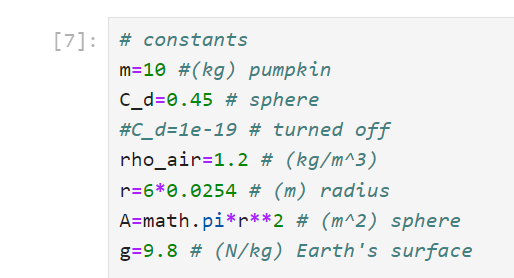 [7]: # constants
m=10 #(kg) pumpkin
C_d=0.45 # sphere
#C_d=1e-19 # turned off
rho_air=1.2 # (kg/m^3)
r=6*0.0254 # (m) radius
A=math.pi*r**2 # (m^2) sphere
g=9.8 # (N/kg) Earth's surface